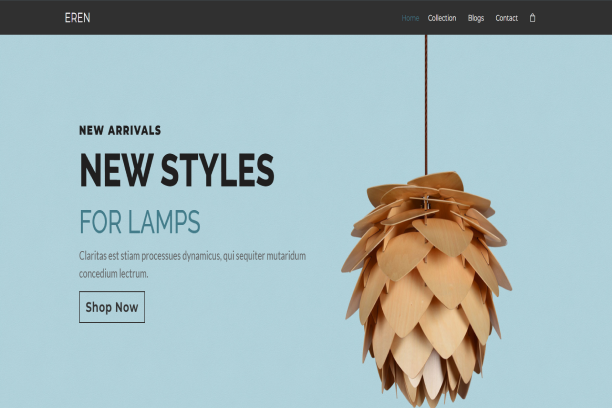 EREN
Home Collection Blogs Contact
NEW ARRIVALS
NEW STYLES
FOR LAMPS
Claritas est stiam processues dynamicus, qui sequiter mutaridum
concedium lectrum.
Shop Now